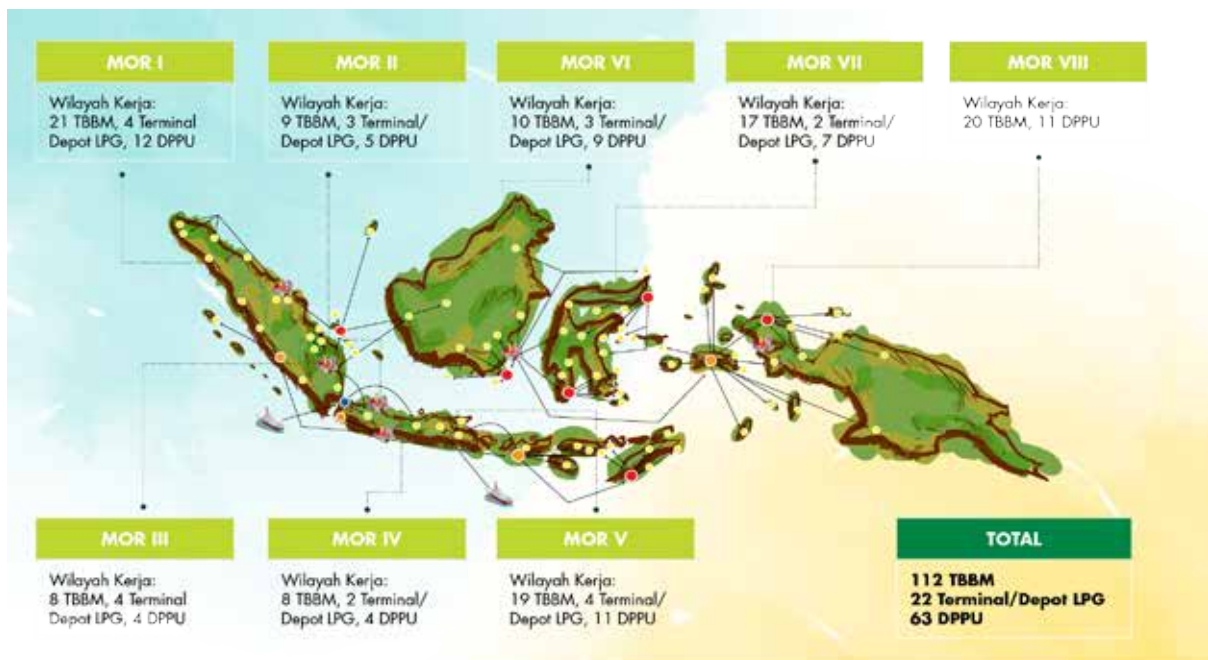 MOR I
Wilayah Kerja:
21 TBBM, 4 Terminal
Depot LPG, 12 DPPU
MOR II
Wilayah Kerja:
9 TBBM, 3 Terminal/
Depot LPG, 5 DPPU
MOR VI
Wilayah Kerja:
10 TBBM, 3 Terminal/
Depot LPG, 9 DPPU
MOR VII
Wilayah Kerja:
17 TBBM, 2 Terminal/
Depot LPG, 7 DPPU
MOR VIII
Wilayah Kerja:
20 TBBM, 11 DPPU
MOR III
Wilayah Kerja:
8 TBBM, 4 Terminal
Depot LPG, 4 DPPU
MOR IV
Wilayah Kerja:
8 TBBM, 2 Terminal/
Depot LPG, 4 DPPU
MOR V
Wilayah Kerja:
19 TBBM, 4 Terminal/
Depot LPG, 11 DPPU
TOTAL
112 TBBM
22 Terminal/Depot LPG
63 DPPU